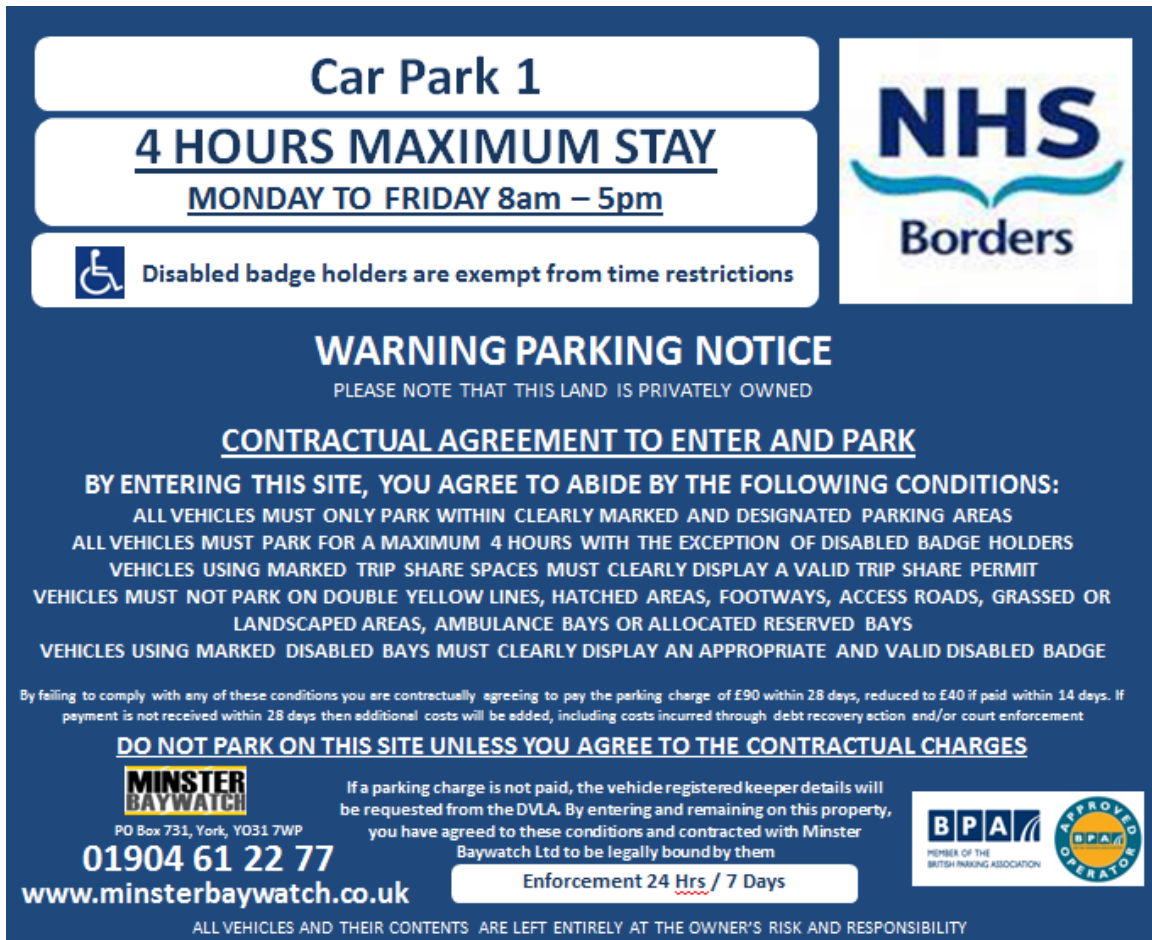 Car Park 1
4 HOURS MAXIMUM STAY
MONDAY TO FRIDAY 8am – 5pm
Disabled badge holders are exempt from time restrictions
NHS
Borders
WARNING PARKING NOTICE
PLEASE NOTE THAT THIS LAND IS PRIVATELY OWNED
CONTRACTUAL AGREEMENT TO ENTER AND PARK
BY ENTERING THIS SITE, YOU AGREE TO ABIDE BY THE FOLLOWING CONDITIONS:
ALL VEHICLES MUST ONLY PARK WITHIN CLEARLY MARKED AND DESIGNATED PARKING AREAS
ALL VEHICLES MUST PARK FOR A MAXIMUM 4 HOURS WITH THE EXCEPTION OF DISABLED BADGE HOLDERS
VEHICLES USING MARKED TRIP SHARE SPACES MUST CLEARLY DISPLAY A VALID TRIP SHARE PERMIT
VEHICLES MUST NOT PARK ON DOUBLE YELLOW LINES, HATCHED AREAS, FOOTWAYS, ACCESS ROADS, GRASSED OR
LANDSCAPED AREAS, AMBULANCE BAYS OR ALLOCATED RESERVED BAYS
VEHICLES USING MARKED DISABLED BAYS MUST CLEARLY DISPLAY AN APPROPRIATE AND VALID DISABLED BADGE
By failing to comply with any of these conditions you are contractually agreeing to pay the parking charge of £90 within 28 days, reduced to £40 if paid within 14 days. If
payment is not received within 28 days then additional costs will be added, including costs incurred through debt recovery action and/or court enforcement
DO NOT PARK ON THIS SITE UNLESS YOU AGREE TO THE CONTRACTUAL CHARGES
MINSTER
BAYWATCH
PO Box 731, York, YO31 7WP
01904 61 22 77
www.minsterbaywatch.co.uk
If a parking charge is not paid, the vehicle registered keeper details will
be requested from the DVLA. By entering and remaining on this property,
you have agreed to these conditions and contracted with Minster
Baywatch Ltd to be legally bound by them
Enforcement 24 Hrs / 7 Days
BPA
MEMBER OF THE
BRITISH PARKING ASSOCIATION
APPROVED
BPA
OPERATOR
ALL VEHICLES AND THEIR CONTENTS ARE LEFT ENTIRELY AT THE OWNER'S RISK AND RESPONSIBILITY